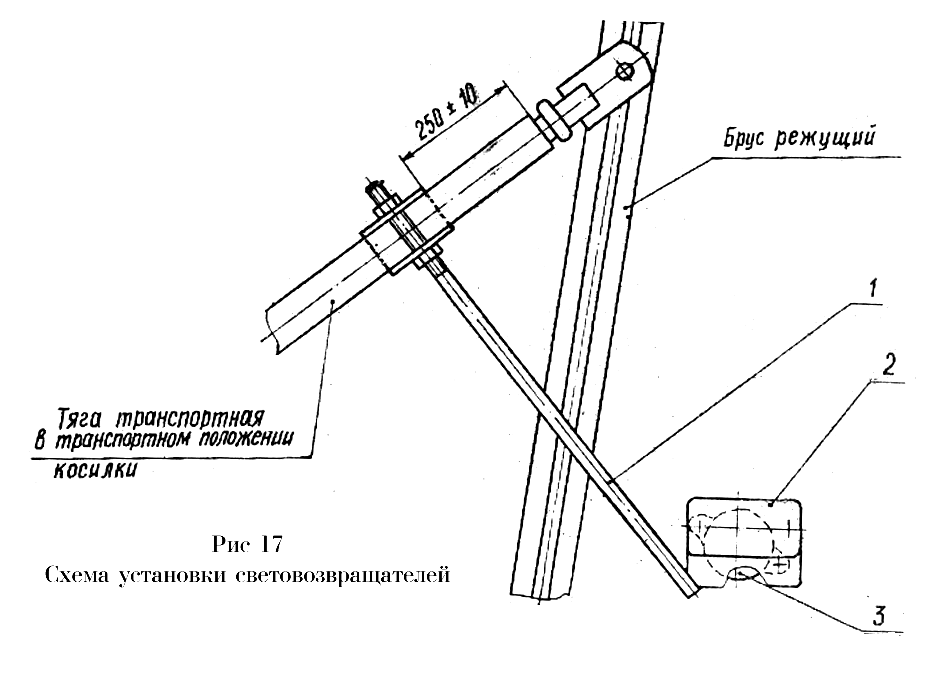 250 ± 10
Брус режущий
1
2
Тяга транспортная
в транспортном положении
косилки
Рис 17
Схема установки световозвращателей
3